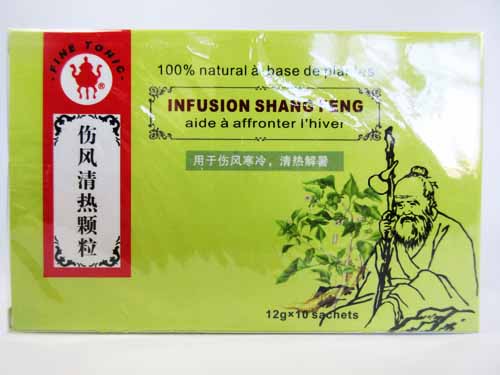 FINE TONIC
®
伤风清热颗粒
100% natural à base de plantes
INFUSION SHANG FENG
aide à affronter l'hiver
用于伤风寒冷，清热解暑
12g×10 sachets